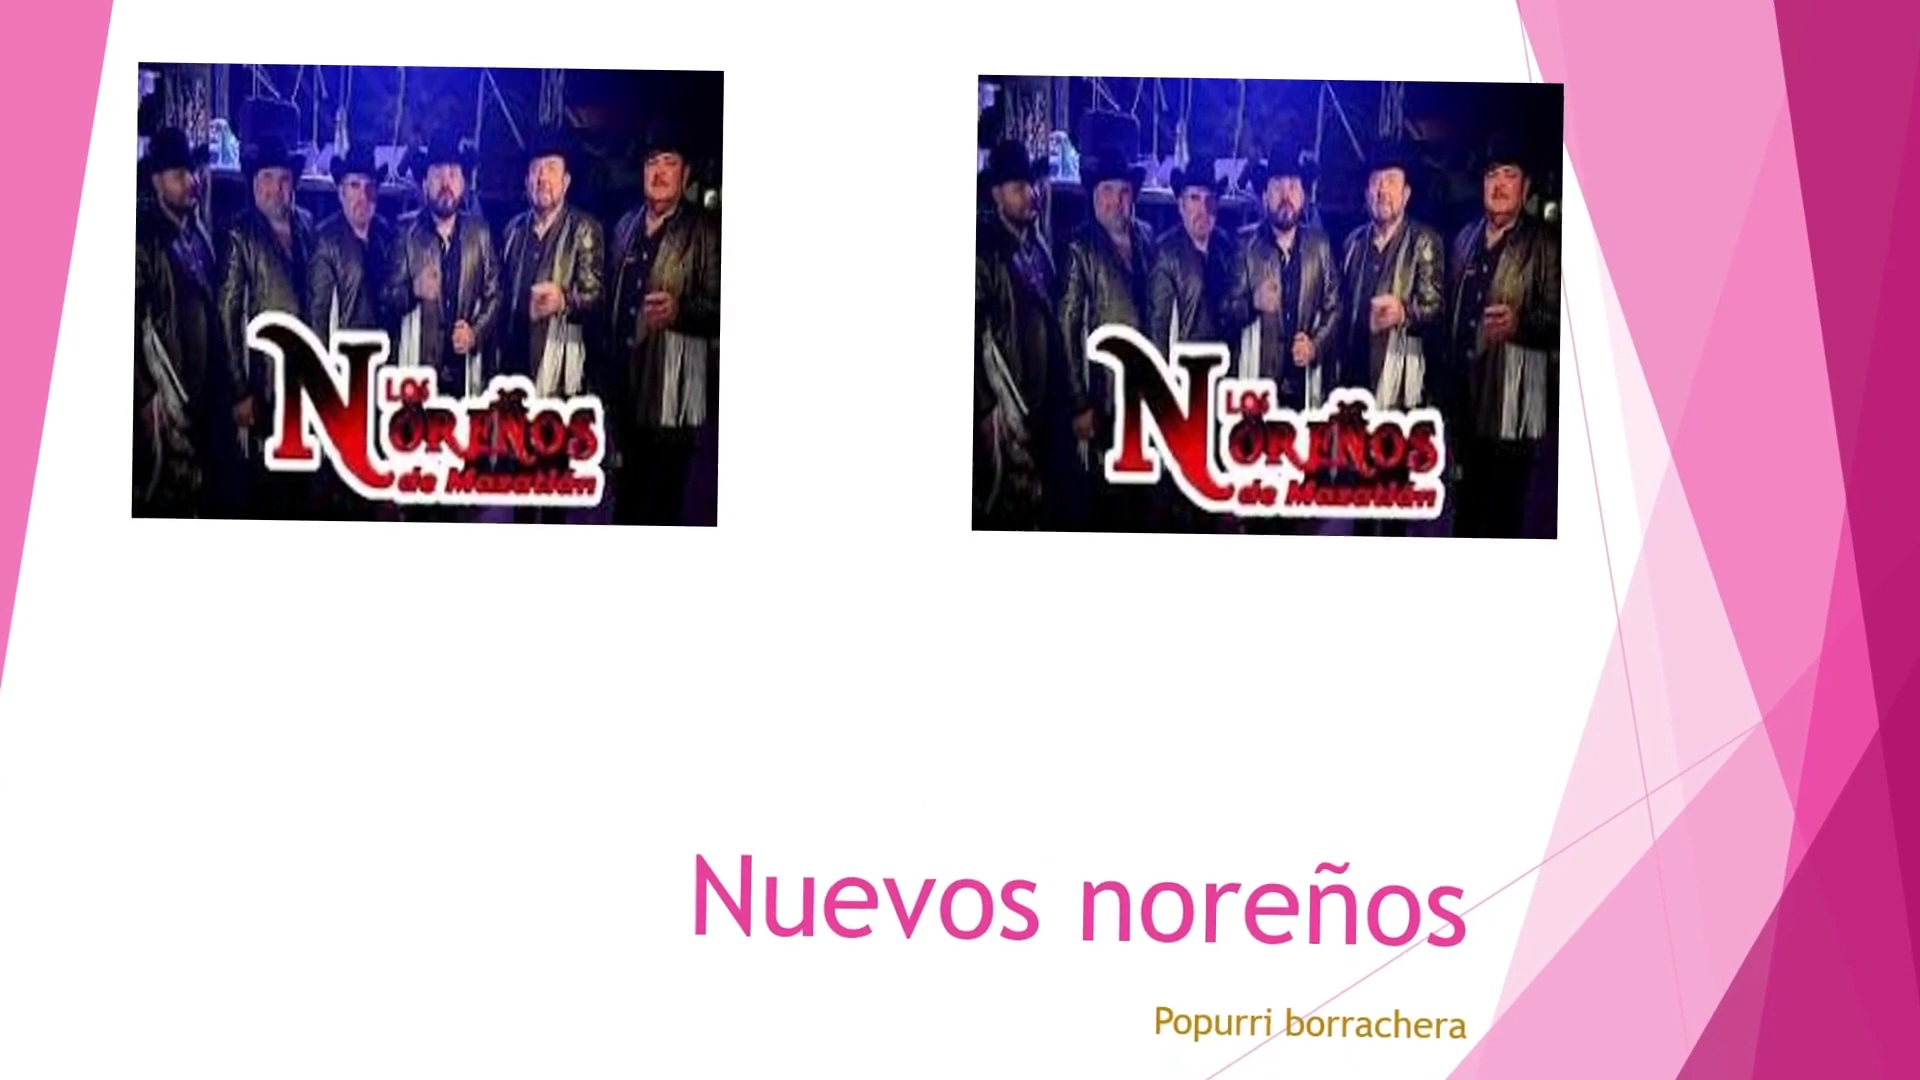 LOS
NOREÑOS
de Mazatlán
LOS
NOREÑOS
de Mazatlán
Nuevos noreños
Popurri borrachera